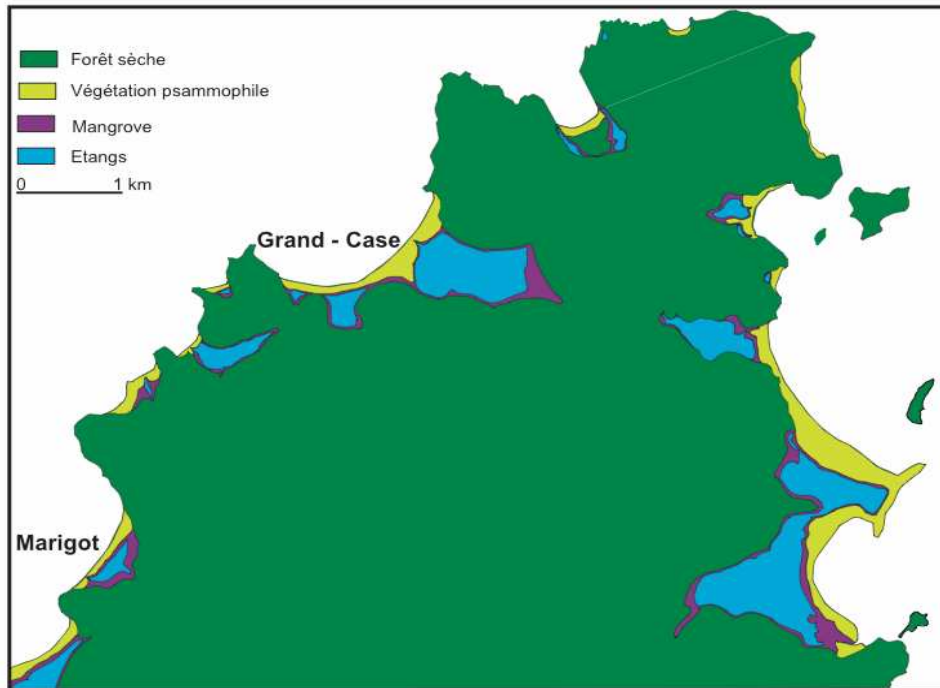 Forêt sèche
Végétation psammophile
Mangrove
Etangs
0 1 km
Grand - Case
Marigot